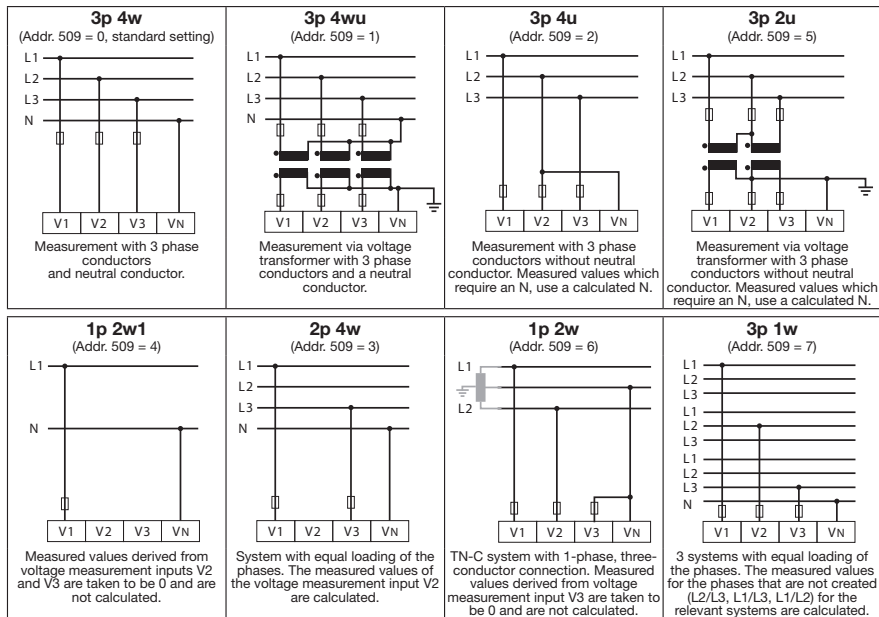 3p 4w
(Addr. 509 = 0, standard setting)
L1
L2
L3
N
V1 V2 V3 VN
Measurement with 3 phase
conductors
and neutral conductor.
3p 4wu
(Addr. 509 = 1)
L1
L2
L3
N
V1 V2 V3 VN
Measurement via voltage
transformer with 3 phase
conductors and a neutral
conductor.
3p 4u
(Addr. 509 = 2)
L1
L2
L3
V1 V2 V3 VN
Measurement with 3 phase
conductors without neutral
conductor. Measured values which
require an N, use a calculated N.
3p 2u
(Addr. 509 = 5)
L1
L2
L3
V1 V2 V3 VN
Measurement via voltage
transformer with 3 phase
conductors without neutral
conductor. Measured values which
require an N, use a calculated N.
1p 2w1
(Addr. 509 = 4)
L1
N
V1 V2 V3 VN
Measured values derived from
voltage measurement inputs V2
and V3 are taken to be 0 and are
not calculated.
2p 4w
(Addr. 509 = 3)
L1
L2
L3
N
V1 V2 V3 VN
System with equal loading of the
phases. The measured values of
the voltage measurement input V2
are calculated.
1p 2w
(Addr. 509 = 6)
L1
L2
V1 V2 V3 VN
TN-C system with 1-phase, three-
conductor connection. Measured
values derived from voltage
measurement input V3 are taken to
be 0 and are not calculated.
3p 1w
(Addr. 509 = 7)
L1
L2
L3
L1
L2
L3
L1
L2
L3
N
V1 V2 V3 VN
3 systems with equal loading of
the phases. The measured values
for the phases that are not created
(L2/L3, L1/L3, L1/L2) for the
relevant systems are calculated.